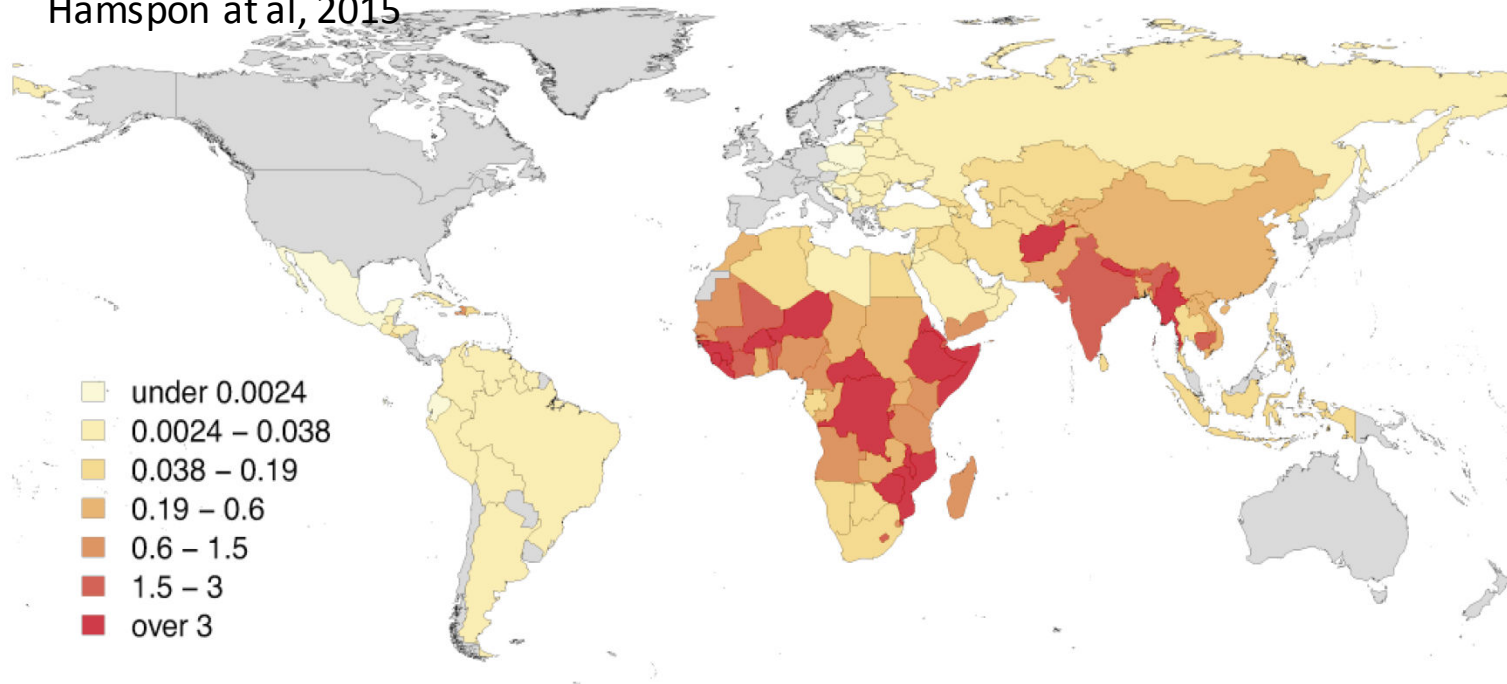 Hamspon at al, 2015
under 0.0024
0.0024 – 0.038
0.038 – 0.19
0.19 – 0.6
0.6 – 1.5
1.5 – 3
over 3